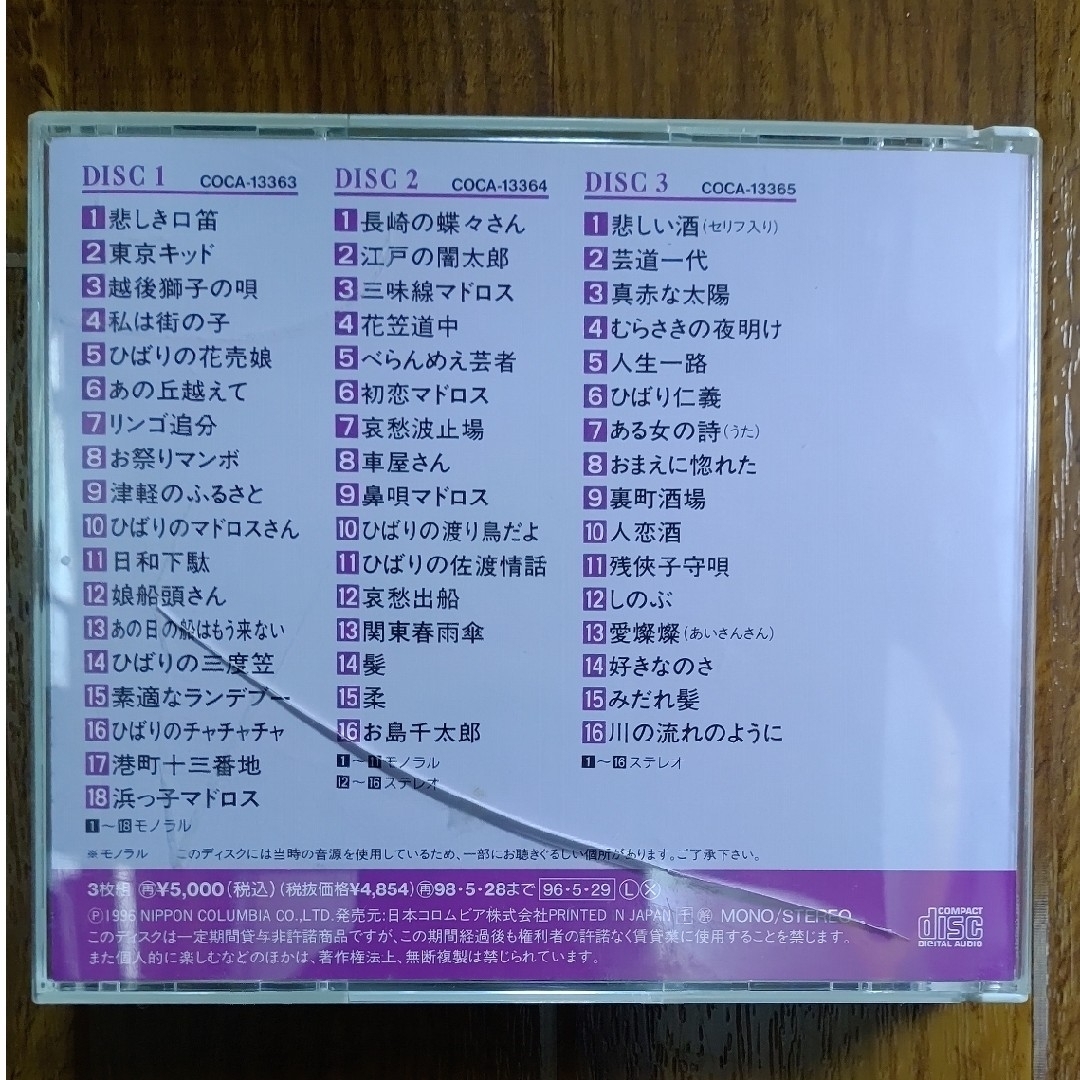 DISC 1 COCA-13363
1 悲しき口笛
2 東京キッド
3 越後獅子の唄
4 私は街の子
5 ひばりの花売娘
6 あの丘越えて
7 リンゴ追分
8 お祭りマンボ
9 津軽のふるさと
10 ひばりのマドロスさん
11 日和下駄
12 娘船頭さん
13 あの日の船はもう来ない
14 ひばりの三度笠
15 素適なランデブー
16 ひばりのチャチャチャ
17 港町十三番地
18 浜っ子マドロス
1〜18モノラル
DISC 2 COCA-13364
1 長崎の蝶々さん
2 江戸の闇太郎
3 三味線マドロス
4 花笠道中
5 べらんめえ芸者
6 初恋マドロス
7 哀愁波止場
8 車屋さん
9 鼻唄マドロス
10 ひばりの渡り鳥だよ
11 ひばりの佐渡情話
12 哀愁出船
13 関東春雨傘
14 髪
15 柔
16 お島千太郎
1〜11モノラル
12〜16ステレオ
DISC 3 COCA-13365
1 悲しい酒(セリフ入り)
2 芸道一代
3 真赤な太陽
4 むらさきの夜明け
5 人生一路
6 ひばり仁義
7 ある女の詩(うた)
8 おまえに惚れた
9 裏町酒場
10 人恋酒
11 残侠子守唄
12 しのぶ
13 愛燦燦(あいさんさん)
14 好きなのさ
15 みだれ髪
16 川の流れのように
1〜16ステレオ
※モノラル このディスクには当時の音源を使用しているため、一部にお聴きぐるしい個所があります。ご了承下さい。
3枚組 再¥5,000(税込)(税抜価格¥4,854)再98・5・28まで 96・5・29 L X
℗1996 NIPPON COLUMBIA CO.,LTD.発売元:日本コロムビア株式会社PRINTED IN JAPAN MONO/STEREO
このディスクは一定期間貸与非許諾商品ですが、この期間経過後も権利者の許諾なく賃貸業に使用することを禁じます。
また個人的に楽しむなどのほかは、著作権法上、無断複製は禁じられています。
COMPACT
disc
DIGITAL AUDIO